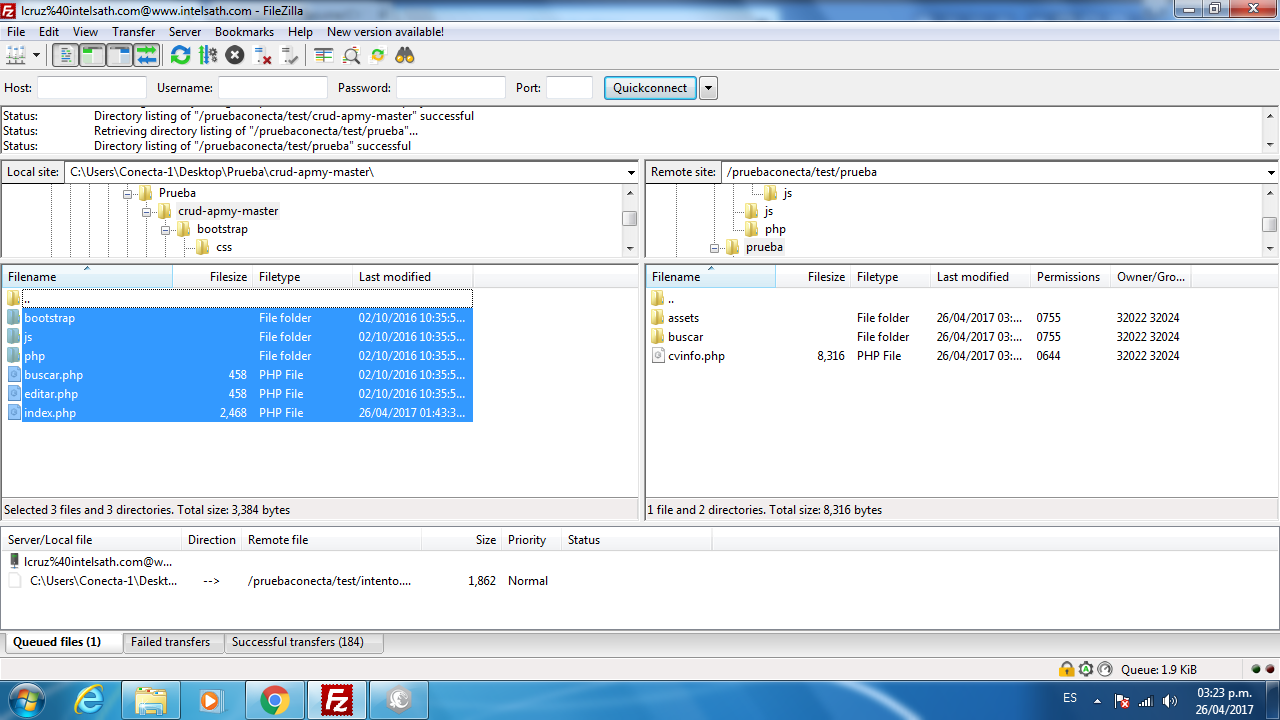 lcruz%40intelsath.com@www.intelsath.com - FileZilla
File Edit View Transfer Server Bookmarks Help New version available!
Host: Username: Password: Port: Quickconnect
Status: Directory listing of "/pruebaconecta/test/crud-apmy-master" successful
Status: Retrieving directory listing of "/pruebaconecta/test/prueba"...
Status: Directory listing of "/pruebaconecta/test/prueba" successful
Local site: C:\Users\Conecta-1\Desktop\Prueba\crud-apmy-master\
Prueba
crud-apmy-master
bootstrap
css
Remote site: /pruebaconecta/test/prueba
js
js
php
prueba
Filename Filesize Filetype Last modified
..
bootstrap File folder 02/10/2016 10:35:5...
js File folder 02/10/2016 10:35:5...
php File folder 02/10/2016 10:35:5...
buscar.php 458 PHP File 02/10/2016 10:35:5...
editar.php 458 PHP File 02/10/2016 10:35:5...
index.php 2,468 PHP File 26/04/2017 01:43:3...
Selected 3 files and 3 directories. Total size: 3,384 bytes
Filename Filesize Filetype Last modified Permissions Owner/Gro...
..
assets File folder 26/04/2017 03:... 0755 32022 32024
buscar File folder 26/04/2017 03:... 0755 32022 32024
cvinfo.php 8,316 PHP File 26/04/2017 03:... 0644 32022 32024
1 file and 2 directories. Total size: 8,316 bytes
Server/Local file Direction Remote file Size Priority Status
lcruz%40intelsath.com@w...
C:\Users\Conecta-1\Deskt... --> /pruebaconecta/test/intento.... 1,862 Normal
Queued files (1) Failed transfers Successful transfers (184)
Queue: 1.9 KiB
ES 03:23 p.m.
26/04/2017